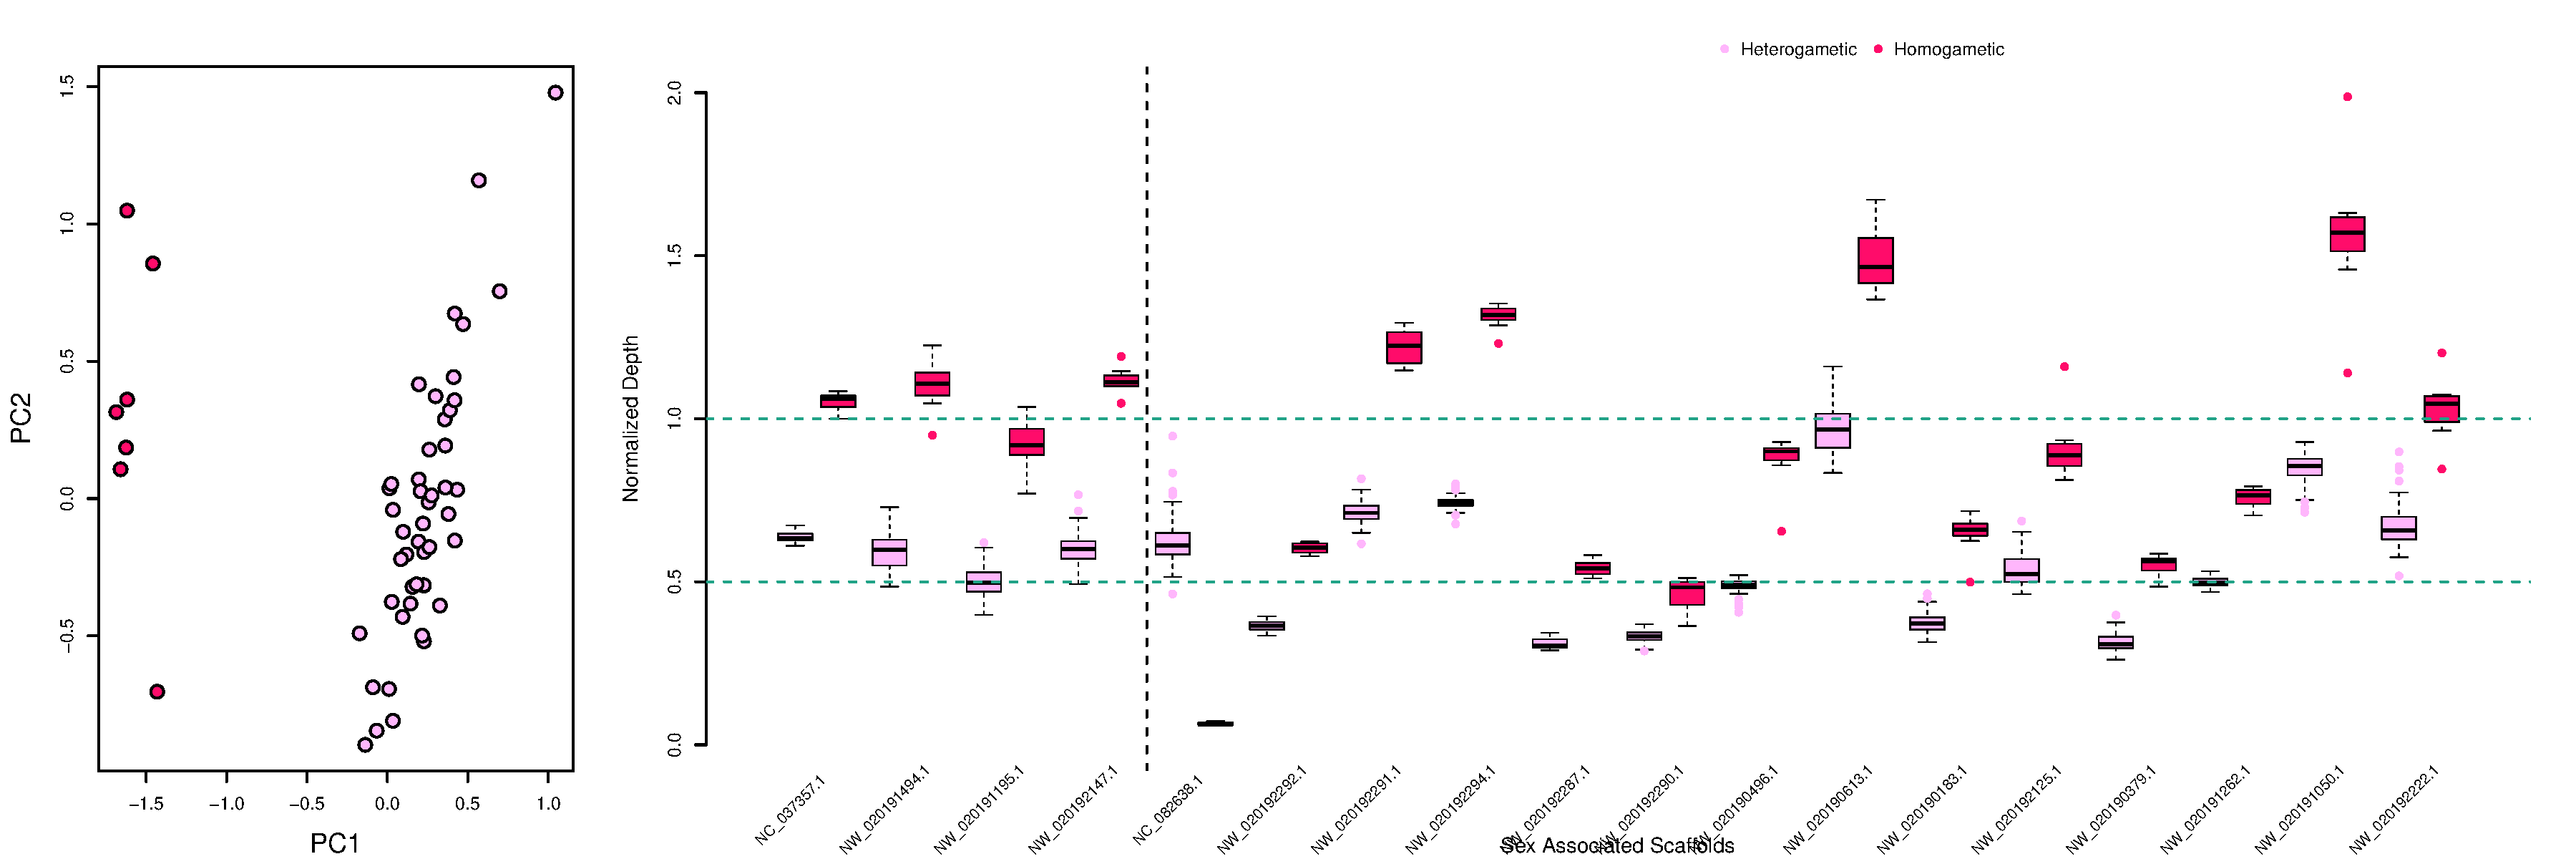 Heterogametic Homogametic
1.5
1.0
0.5
0.0
−0.5
PC2
−1.5 −1.0 −0.5 0.0 0.5 1.0
PC1
2.0
1.5
1.0
0.5
0.0
Normalized Depth
NC_037357.1
NW_020191494.1
NW_020191195.1
NW_020192147.1
NC_082638.1
NW_020192292.1
NW_020192291.1
NW_020192294.1
NW_020192287.1
NW_020192290.1
NW_020190496.1
NW_020190613.1
NW_020190183.1
NW_020192125.1
NW_020190379.1
NW_020191262.1
NW_020191050.1
NW_020192222.1
Sex Associated Scaffolds